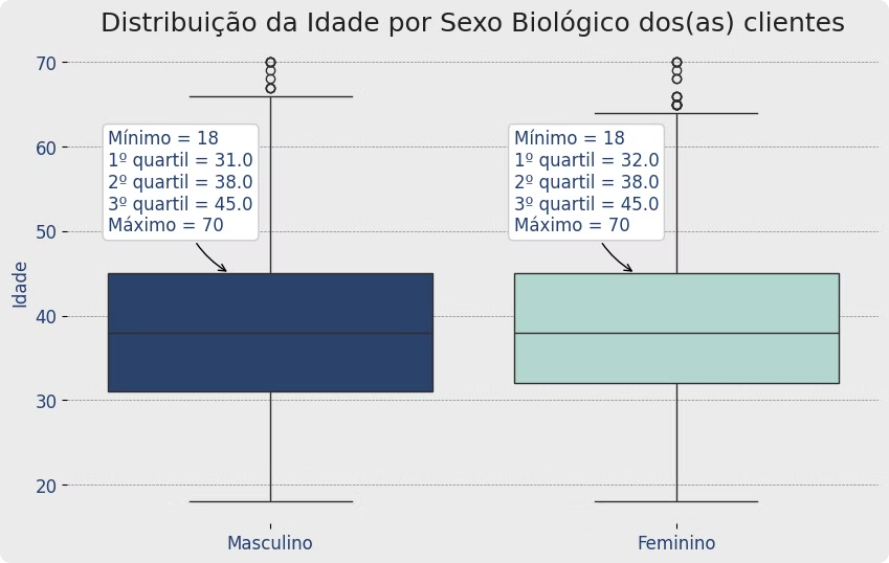 Distribuição da Idade por Sexo Biológico dos(as) clientes
70
60
50
40
30
20
Idade
Mínimo = 18
1º quartil = 31.0
2º quartil = 38.0
3º quartil = 45.0
Máximo = 70
Mínimo = 18
1º quartil = 32.0
2º quartil = 38.0
3º quartil = 45.0
Máximo = 70
Masculino
Feminino